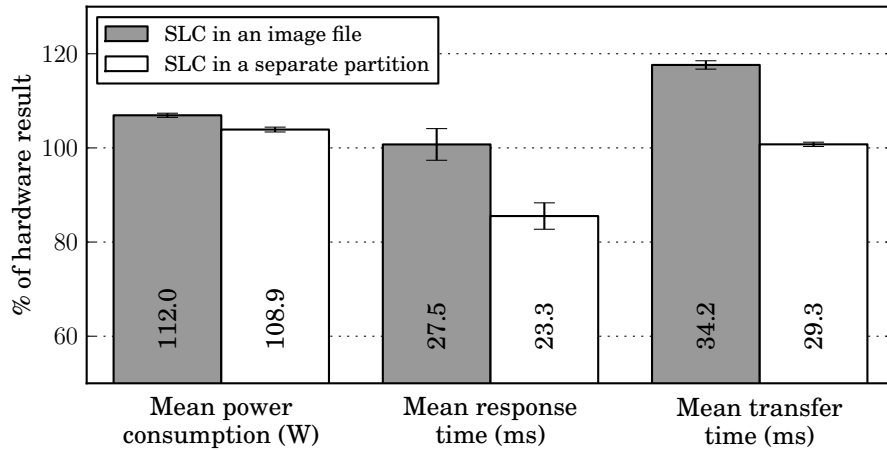 SLC in an image file
SLC in a separate partition
% of hardware result
120
100
80
60
112.0
108.9
27.5
23.3
34.2
29.3
Mean power
consumption (W)
Mean response
time (ms)
Mean transfer
time (ms)